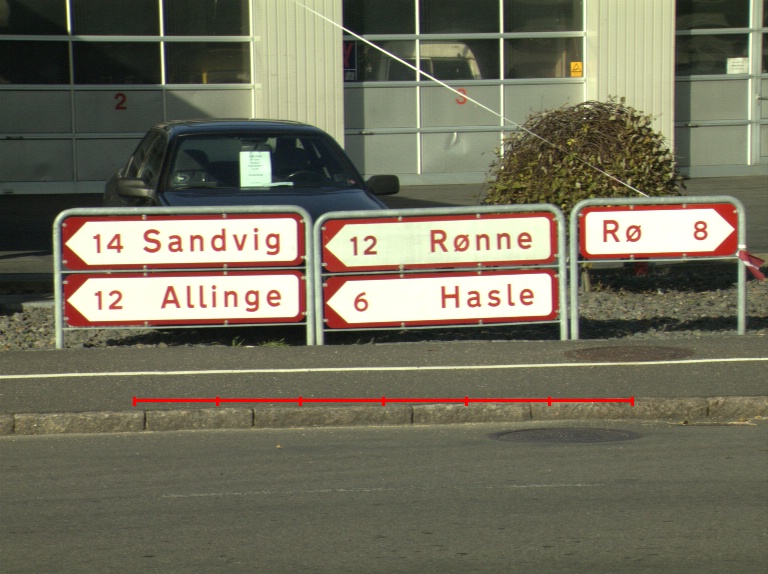 2
3
14 Sandvig
12 Allinge
12 Rønne
6 Hasle
Rø 8